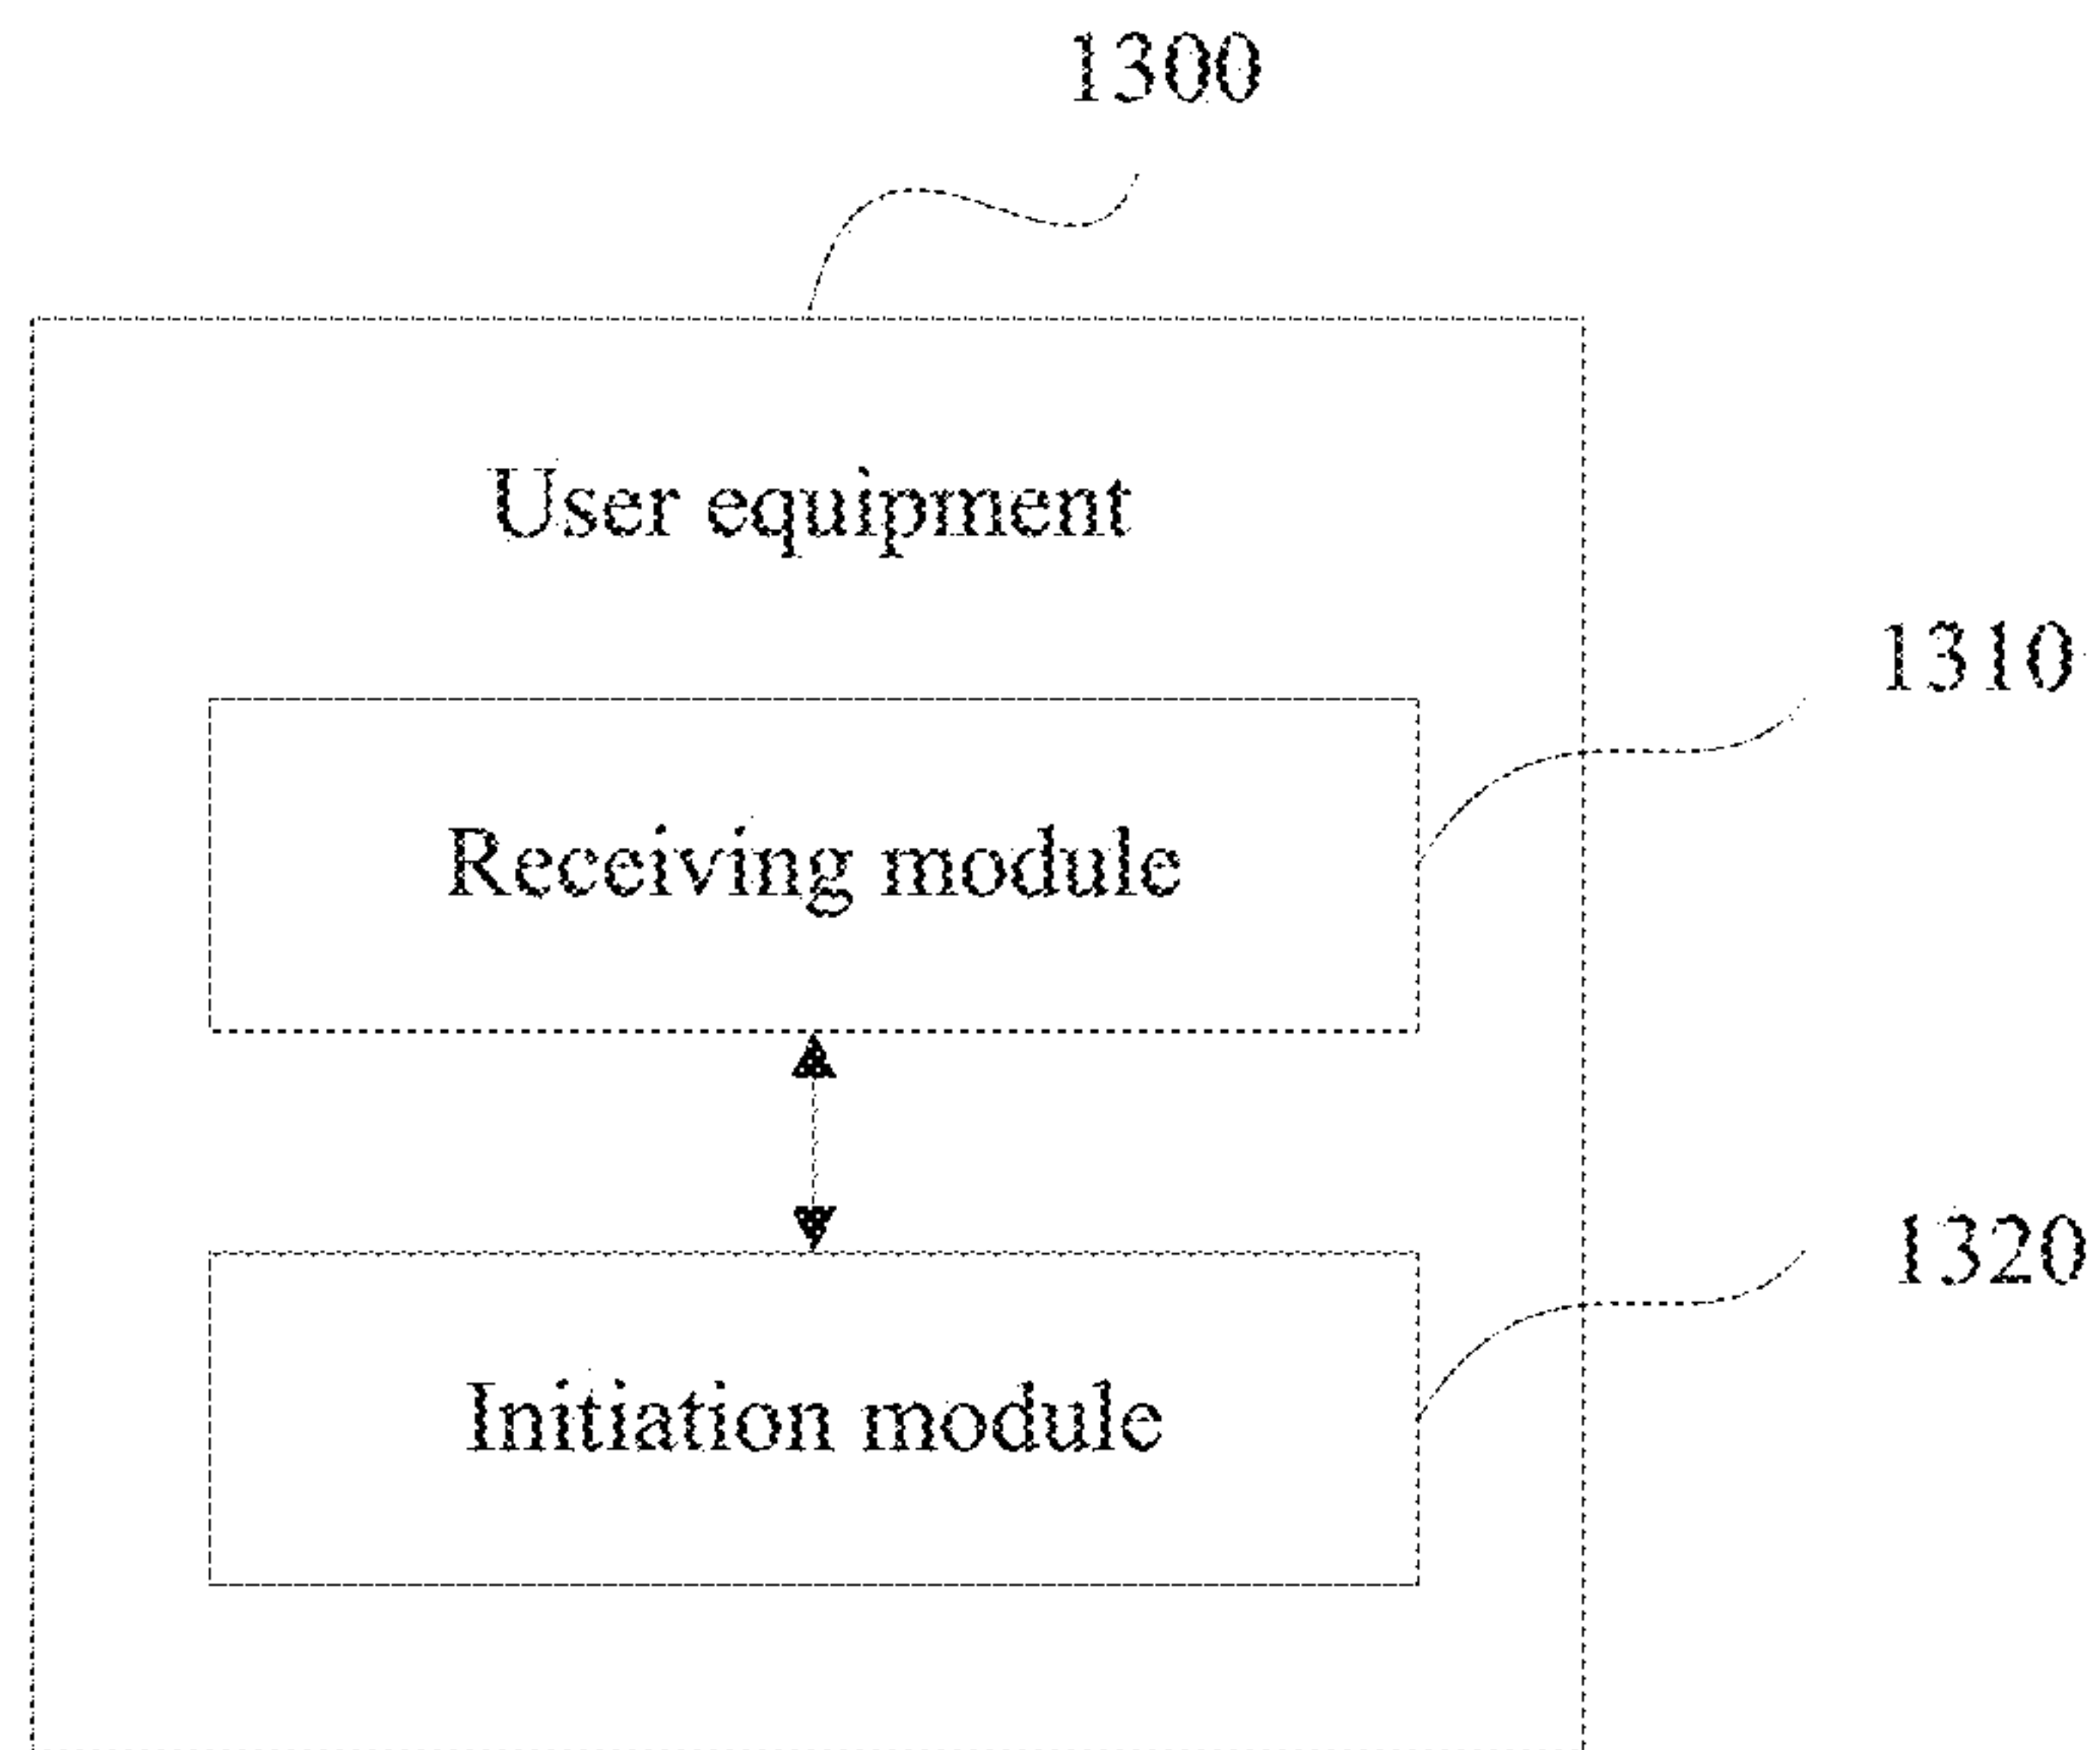 1300
User equipment
1310
Receiving module
1320
Initiation module